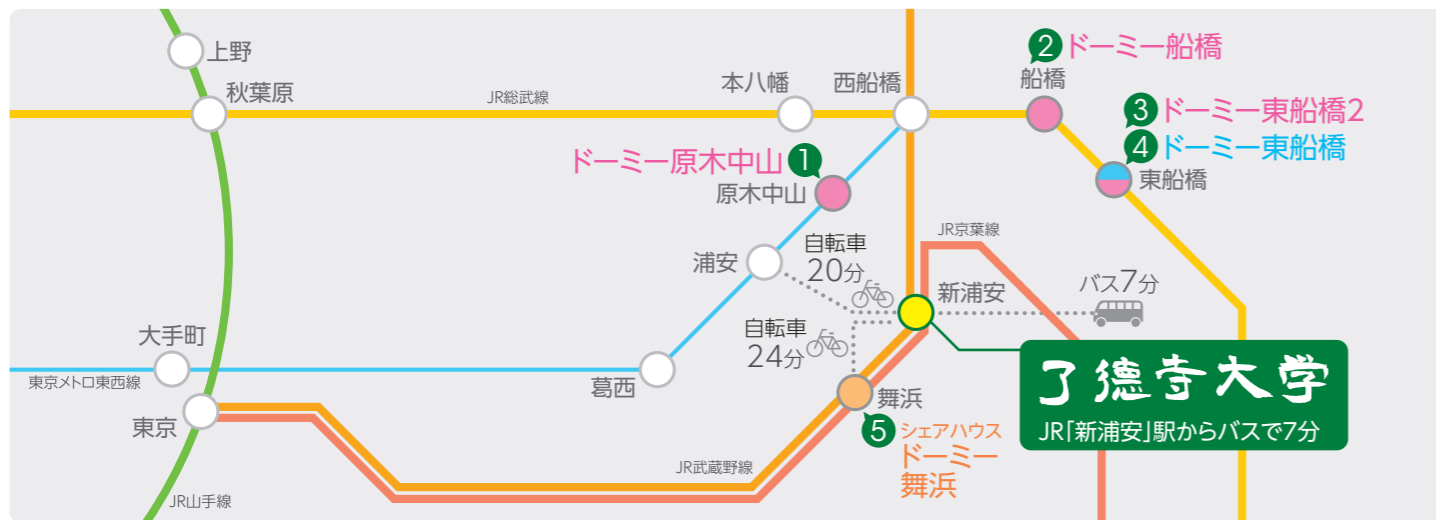 上野
秋葉原
JR総武線
本八幡
西船橋
2 ドーミー船橋
船橋
3 ドーミー東船橋2
4 ドーミー東船橋
東船橋
ドーミー原木中山 1
原木中山
浦安
自転車
20分
JR京葉線
新浦安
バス7分
自転車
24分
大手町
東京メトロ東西線
葛西
東京
舞浜
5 シェアハウス
ドーミー
舞浜
了德寺大学
JR「新浦安」駅からバスで7分
JR武蔵野線
JR山手線